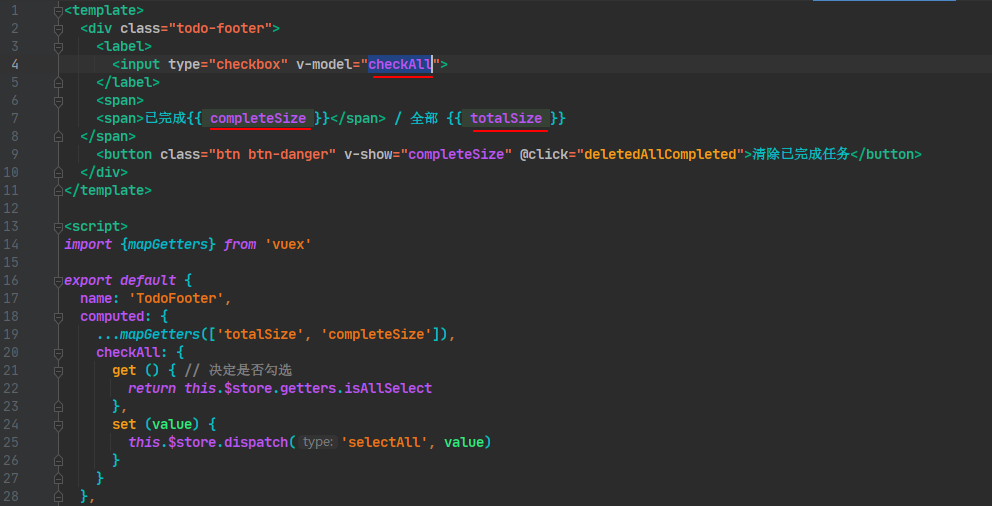 1 <template>
2   <div class="todo-footer">
3     <label>
4       <input type="checkbox" v-model="checkAll">
5     </label>
6     <span>
7     <span>已完成{{ completeSize }}</span> / 全部 {{ totalSize }}
8   </span>
9     <button class="btn btn-danger" v-show="completeSize" @click="deletedAllCompleted">清除已完成任务</button>
10   </div>
11 </template>
12
13 <script>
14 import {mapGetters} from 'vuex'
15
16 export default {
17   name: 'TodoFooter',
18   computed: {
19     ...mapGetters(['totalSize', 'completeSize']),
20     checkAll: {
21       get () { // 决定是否勾选
22         return this.$store.getters.isAllSelect
23       },
24       set (value) {
25         this.$store.dispatch( type: 'selectAll', value)
26       }
27     }
28   },